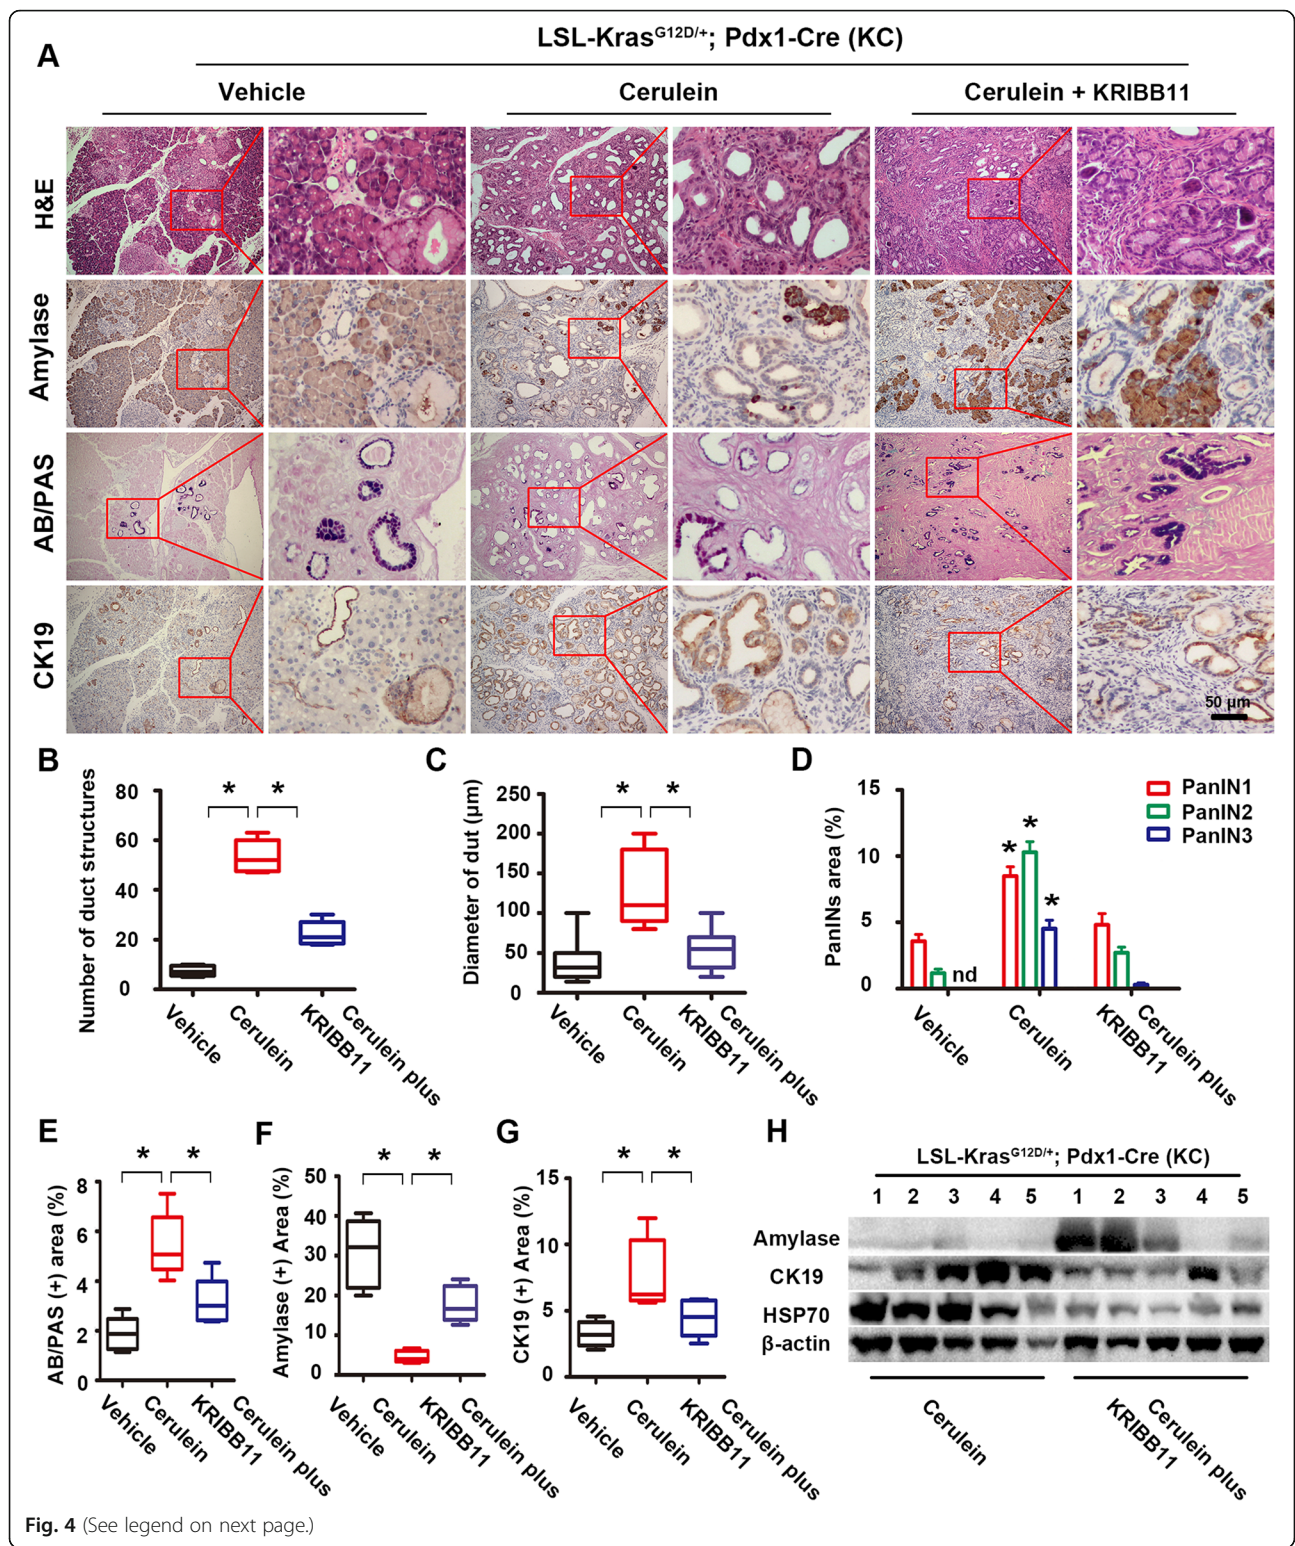 A
LSL-Kras^G12D/+; Pdx1-Cre (KC)
Vehicle
Cerulein
Cerulein + KRIBB11
H&E
Amylase
AB/PAS
CK19
50 µm
B
Number of duct structures
80
60
40
20
0
* *
Vehicle
Cerulein
KRIBB11
Cerulein plus
C
Diameter of dut (µm)
250
200
150
100
50
0
* *
Vehicle
Cerulein
KRIBB11
Cerulein plus
D
PanINs area (%)
15
10
5
0
PanIN1
PanIN2
PanIN3
nd
* * *
Vehicle
Cerulein
KRIBB11
Cerulein plus
E
AB/PAS (+) area (%)
8
6
4
2
0
* *
Vehicle
Cerulein
KRIBB11
Cerulein plus
F
Amylase (+) Area (%)
50
40
30
20
10
0
* *
Vehicle
Cerulein
KRIBB11
Cerulein plus
G
CK19 (+) Area (%)
15
10
5
0
* *
Vehicle
Cerulein
KRIBB11
Cerulein plus
H
LSL-Kras^G12D/+; Pdx1-Cre (KC)
1 2 3 4 5 1 2 3 4 5
Amylase
CK19
HSP70
β-actin
Cerulein
KRIBB11
Cerulein plus
Fig. 4 (See legend on next page.)